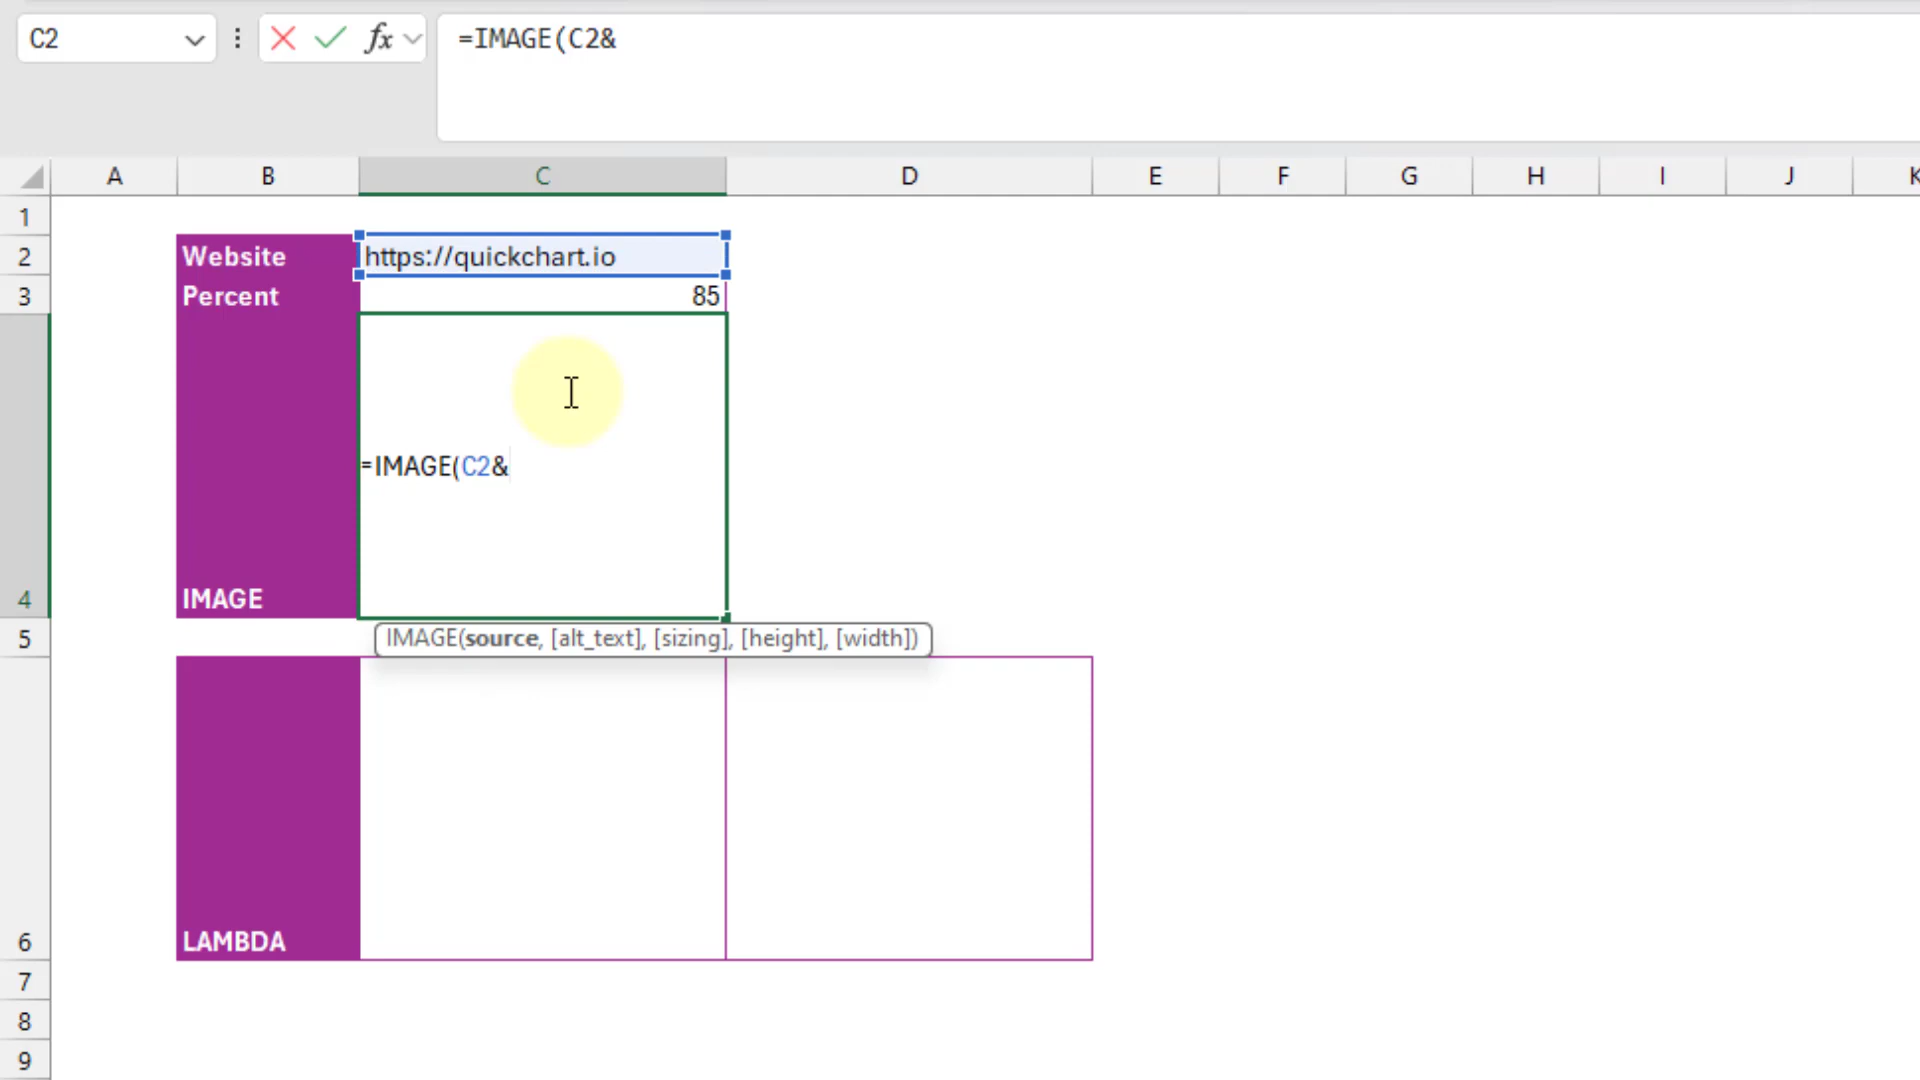 C2
fx
=IMAGE(C2&
A B C D E F G H I J K
1
2 Website https://quickchart.io
3 Percent 85
=IMAGE(C2&
4 IMAGE
5 IMAGE(source, [alt_text], [sizing], [height], [width])
6 LAMBDA
7
8
9